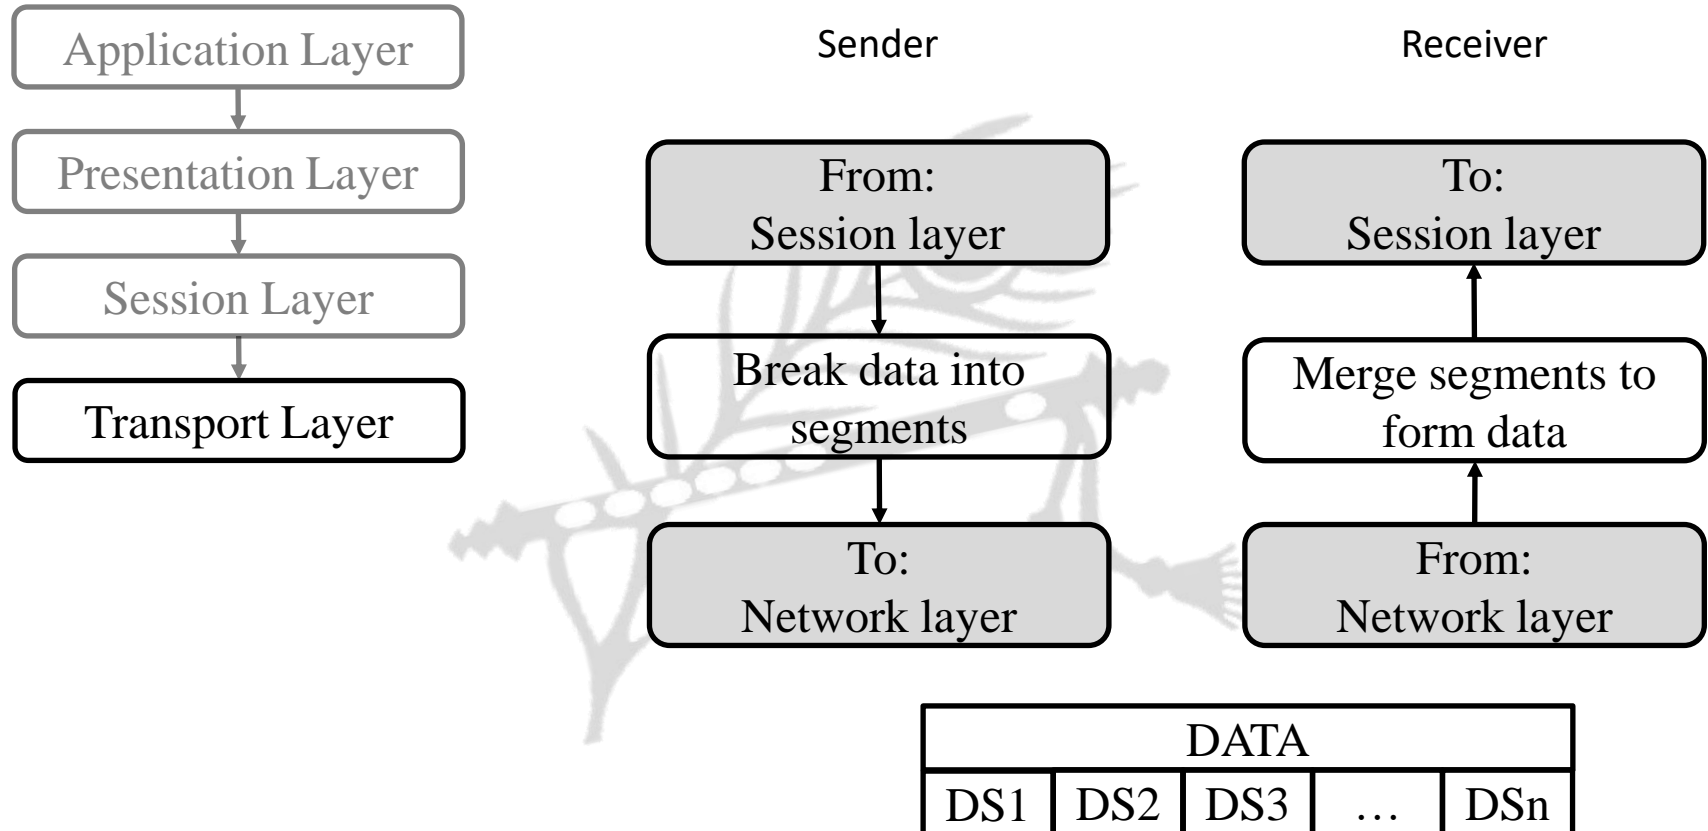 Application Layer
Presentation Layer
Session Layer
Transport Layer
Sender
From:
Session layer
Break data into
segments
To:
Network layer
Receiver
To:
Session layer
Merge segments to
form data
From:
Network layer
DATA
DS1 DS2 DS3 … DSn